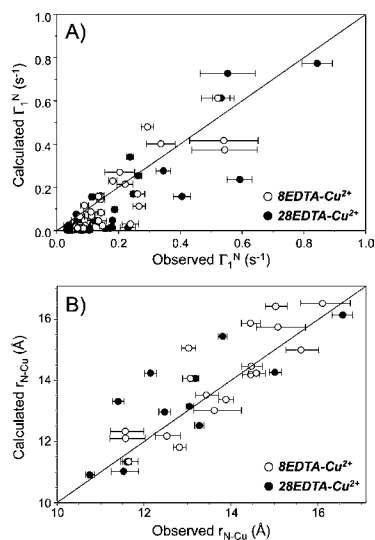 A)
Calculated Γ₁ᴺ (s⁻¹)
1.0
0.8
0.6
0.4
0.2
0.0
0.0 0.2 0.4 0.6 0.8 1.0
8EDTA-Cu²⁺
28EDTA-Cu²⁺
Observed Γ₁ᴺ (s⁻¹)
B)
Calculated r_N-Cu (Å)
16
14
12
10
10 12 14 16
8EDTA-Cu²⁺
28EDTA-Cu²⁺
Observed r_N-Cu (Å)